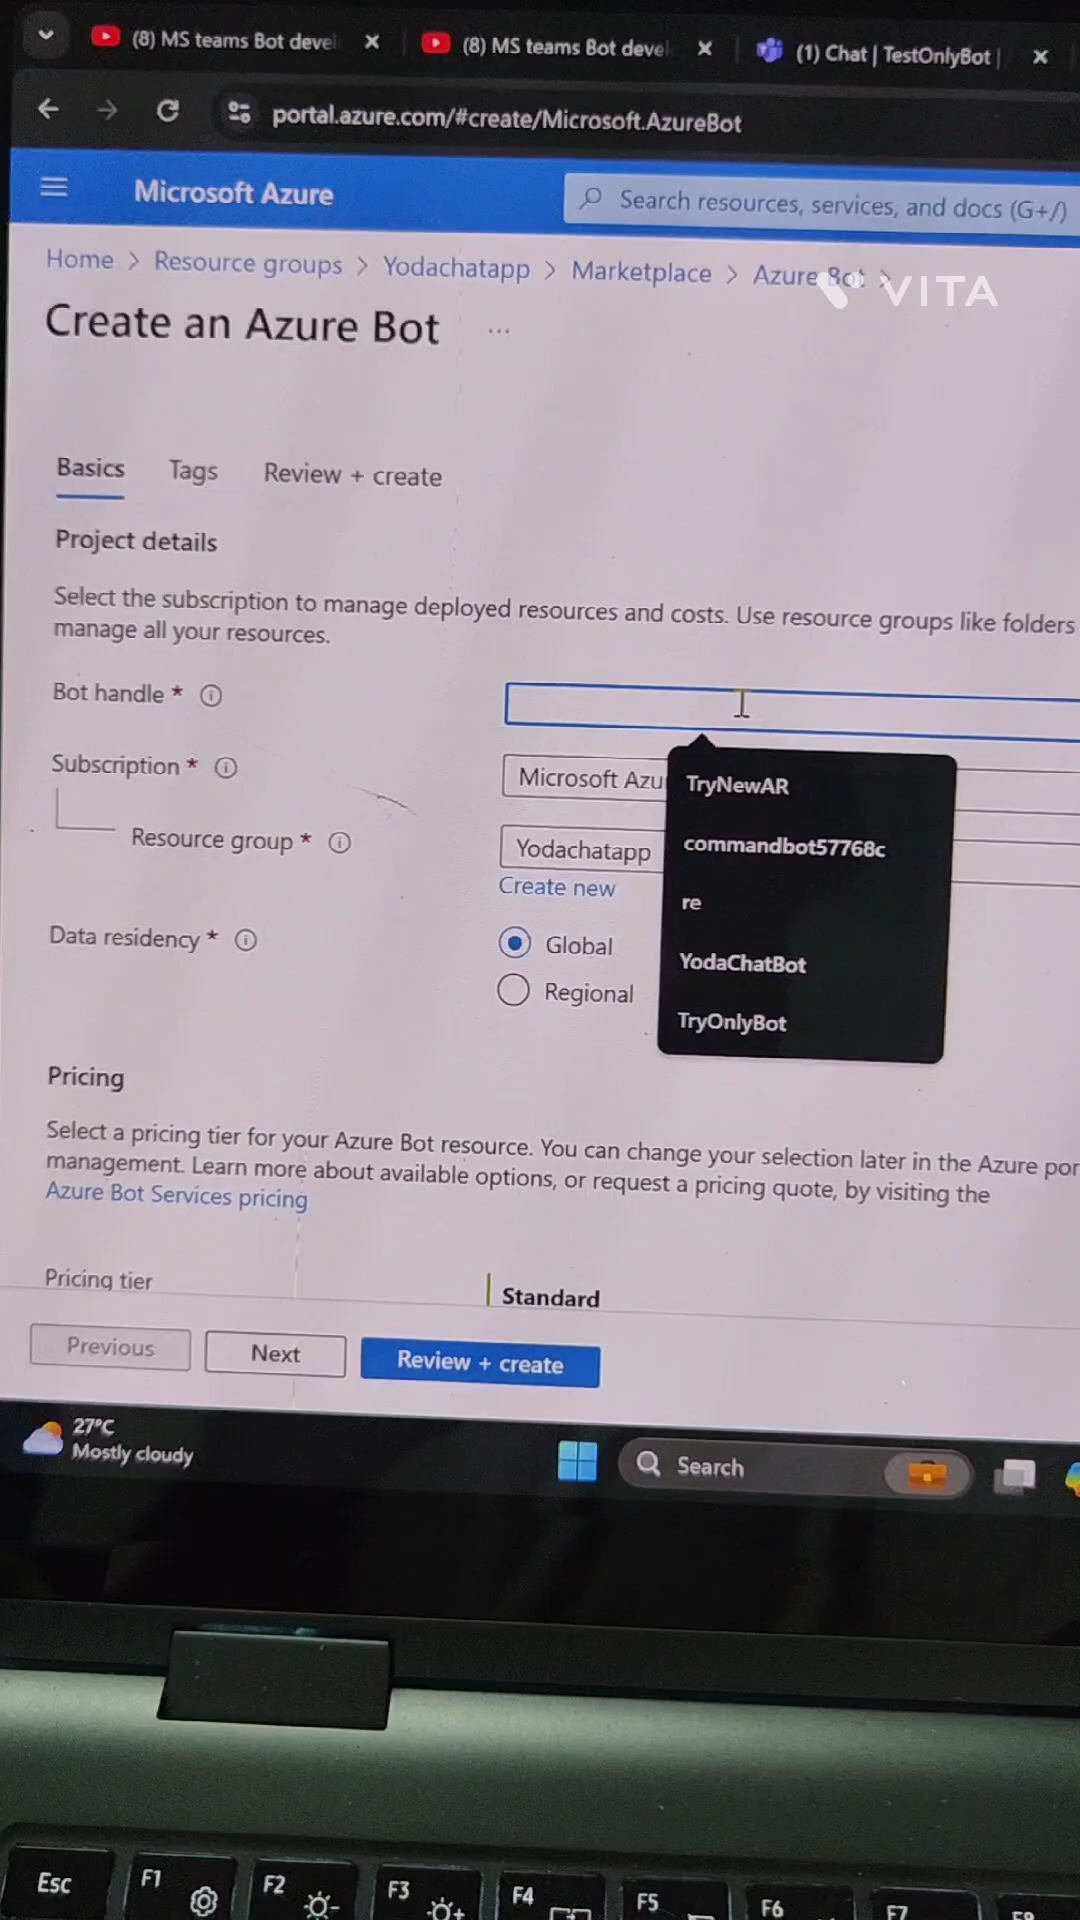 (8) MS teams Bot devel
(8) MS teams Bot devel
(1) Chat | TestOnlyBot |
portal.azure.com/#create/Microsoft.AzureBot
Microsoft Azure
Search resources, services, and docs (G+/)
Home > Resource groups > Yodachatapp > Marketplace > Azure Bot >
VITA
Create an Azure Bot ...
Basics Tags Review + create
Project details
Select the subscription to manage deployed resources and costs. Use resource groups like folders
manage all your resources.
Bot handle *
Subscription *
Microsoft Azu
Resource group *
Yodachatapp
Create new
Data residency *
Global
Regional
TryNewAR
commandbot57768c
re
YodaChatBot
TryOnlyBot
Pricing
Select a pricing tier for your Azure Bot resource. You can change your selection later in the Azure por
management. Learn more about available options, or request a pricing quote, by visiting the
Azure Bot Services pricing
Pricing tier
Standard
Previous Next Review + create
27°C
Mostly cloudy
Search
Esc F1 F2 F3 F4 F5 F6 F7